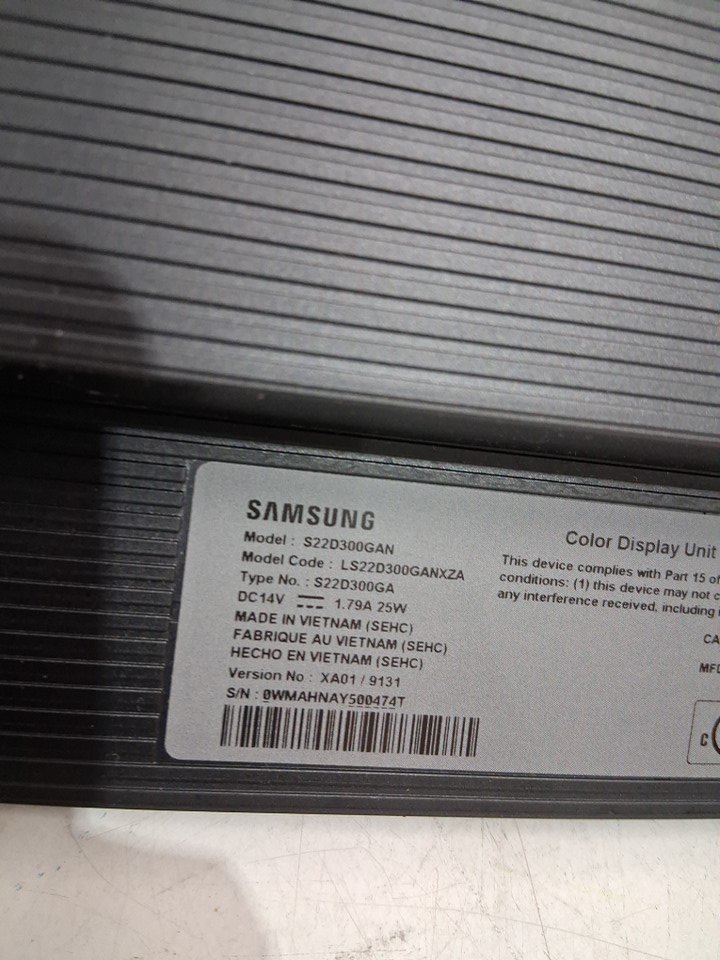 SAMSUNG
Model : S22D300GAN
Model Code : LS22D300GANXZA
Type No. : S22D300GA
DC14V 1.79A 25W
MADE IN VIETNAM (SEHC)
FABRIQUE AU VIETNAM (SEHC)
HECHO EN VIETNAM (SEHC)
Version No : XA01 / 9131
S/N : 0WMAHNAY500474T
Color Display Unit
This device complies with Part 15 of
conditions: (1) this device may not
any interference received, including